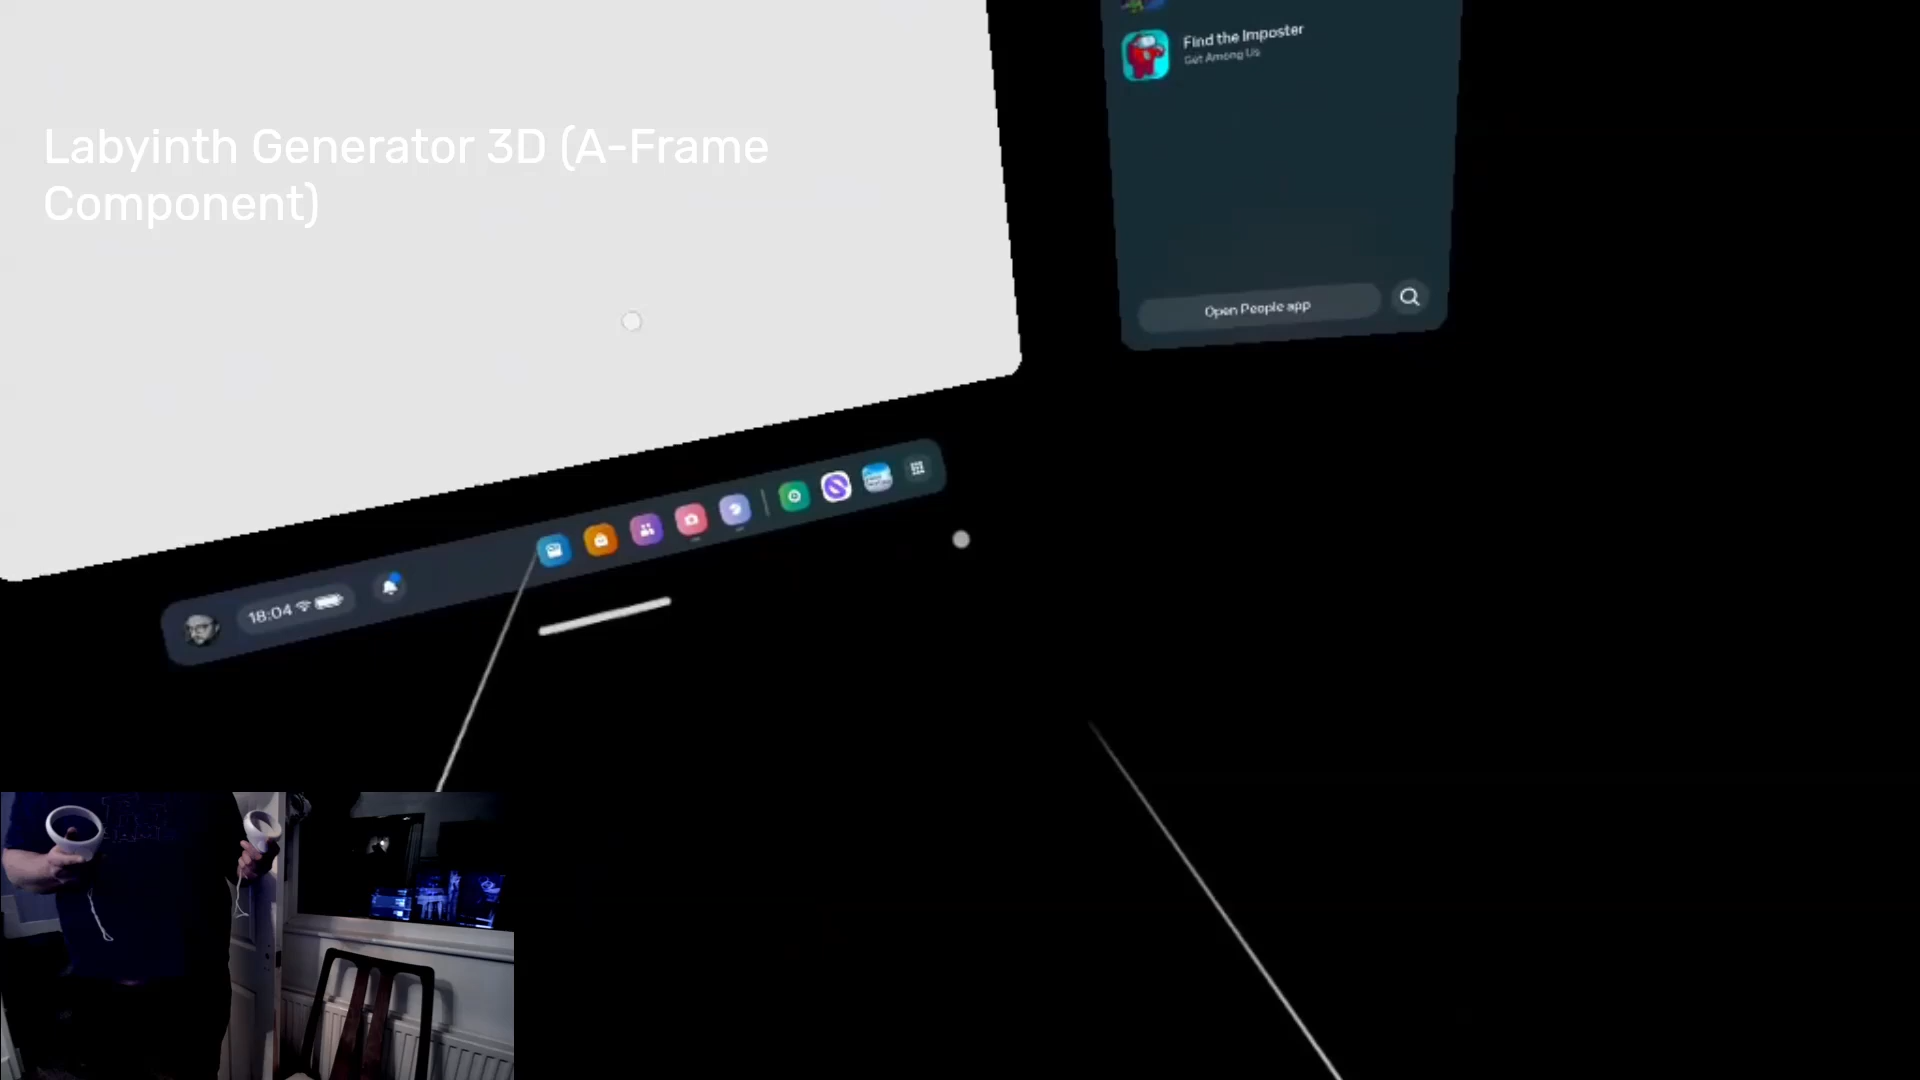 Find the Imposter
Get Among Us
Labyinth Generator 3D (A-Frame
Component)
Open People app
18:04